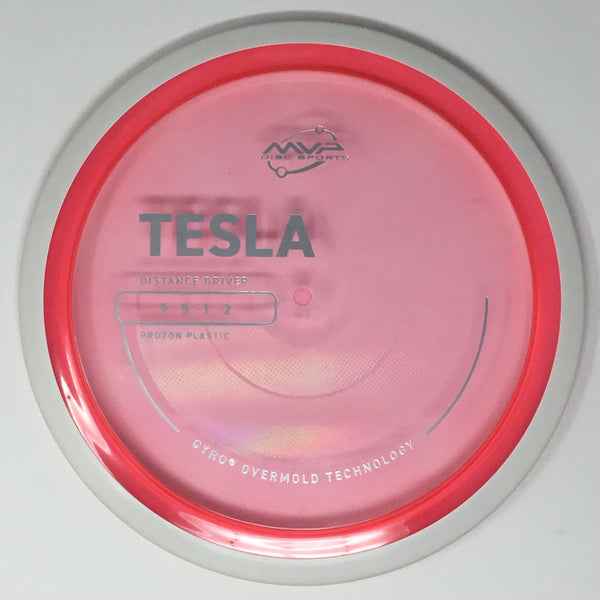 MVP
DISC SPORTS
TESLA
DISTANCE DRIVER
9 5 1 2
PROTON PLASTIC
GYRO® OVERMOLD TECHNOLOGY